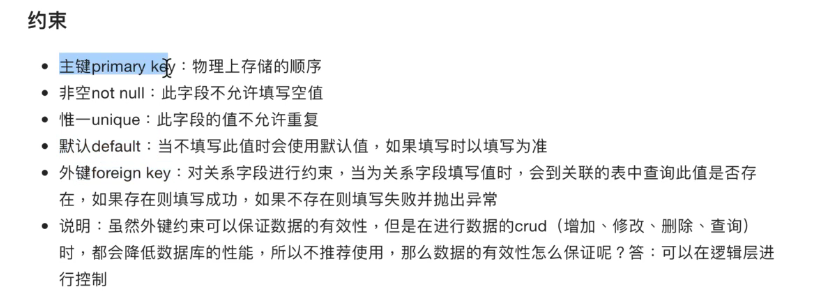 约束
主键primary key：物理上存储的顺序
非空not null：此字段不允许填写空值
惟一unique：此字段的值不允许重复
默认default：当不填写此值时会使用默认值，如果填写时以填写为准
外键foreign key：对关系字段进行约束，当为关系字段填写值时，会到关联的表中查询此值是否存
在，如果存在则填写成功，如果不存在则填写失败并抛出异常
说明：虽然外键约束可以保证数据的有效性，但是在进行数据的crud（增加、修改、删除、查询）
时，都会降低数据库的性能，所以不推荐使用，那么数据的有效性怎么保证呢？答：可以在逻辑层进
行控制